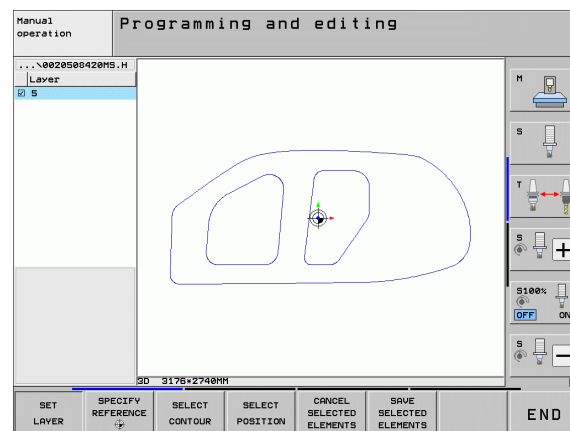 Manual
operation
Programming and editing
...\0020508420MS.H
Layer
5
M
S
T
S
S100%
OFF
ON
S
3D 3176×2740MM
SET
LAYER
SPECIFY
REFERENCE
SELECT
CONTOUR
SELECT
POSITION
CANCEL
SELECTED
ELEMENTS
SAVE
SELECTED
ELEMENTS
END